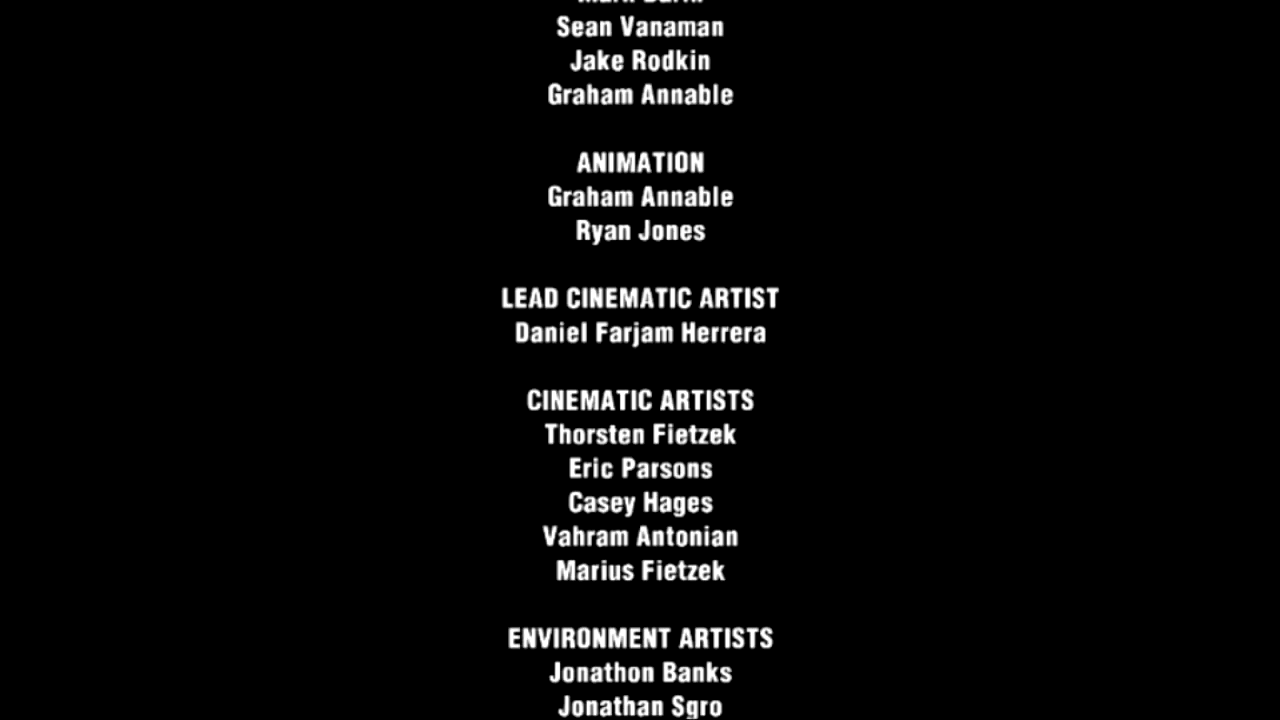 Sean Vanaman
Jake Rodkin
Graham Annable
ANIMATION
Graham Annable
Ryan Jones
LEAD CINEMATIC ARTIST
Daniel Farjam Herrera
CINEMATIC ARTISTS
Thorsten Fietzek
Eric Parsons
Casey Hages
Vahram Antonian
Marius Fietzek
ENVIRONMENT ARTISTS
Jonathon Banks
Jonathan Sgro